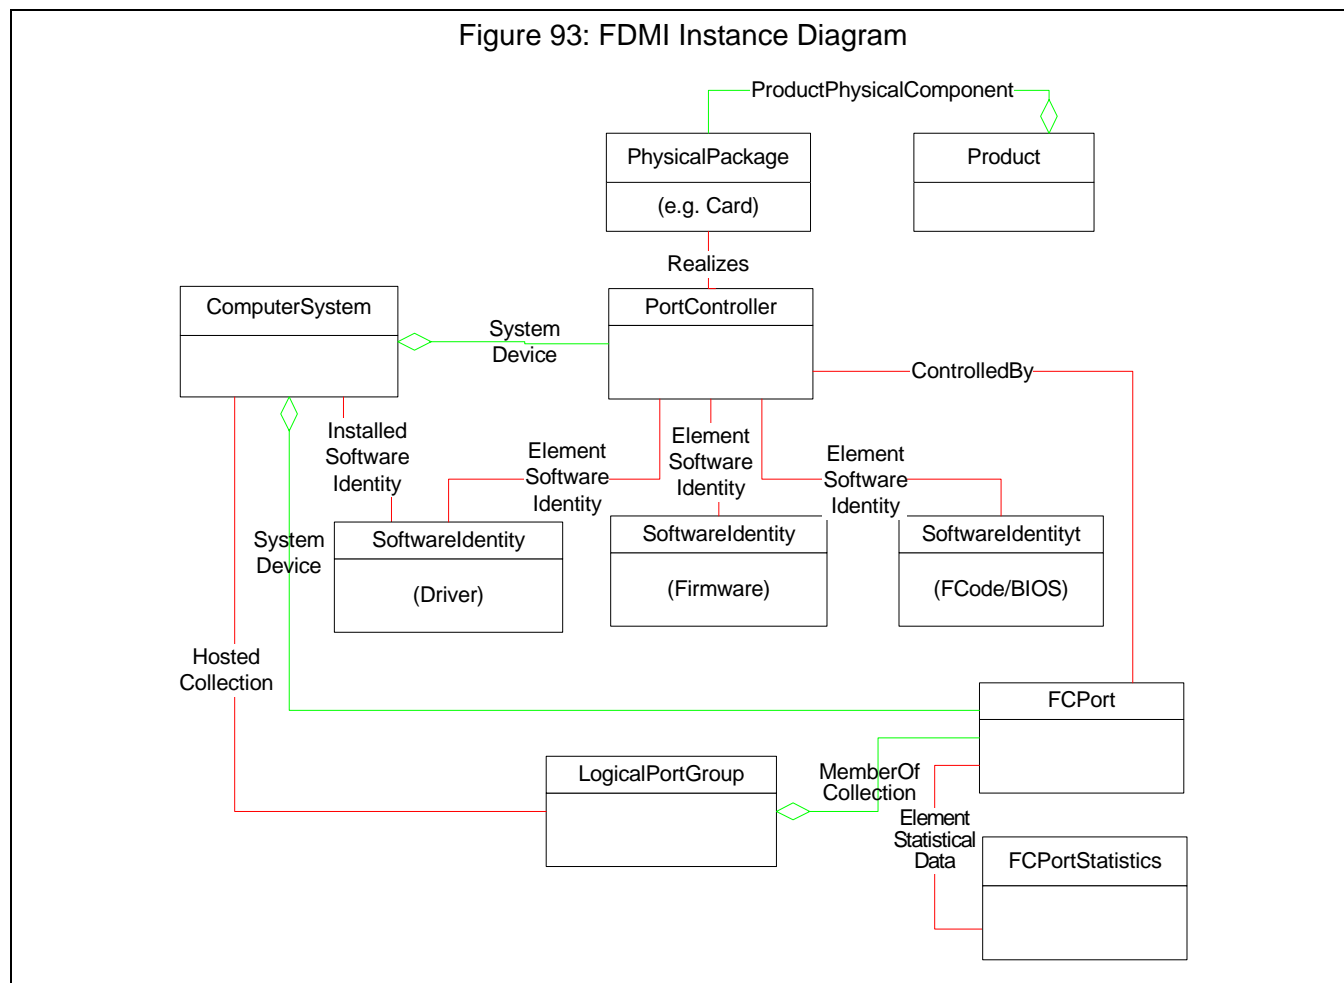 Figure 93: FDMI Instance Diagram
ProductPhysicalComponent
PhysicalPackage
(e.g. Card)
Product
Realizes
ComputerSystem
System
Device
PortController
ControlledBy
Installed
Software
Identity
Element
Software
Identity
Element
Software
Identity
Element
Software
Identity
System
Device
SoftwareIdentity
(Driver)
SoftwareIdentity
(Firmware)
SoftwareIdentityt
(FCode/BIOS)
Hosted
Collection
FCPort
LogicalPortGroup
MemberOf
Collection
Element
Statistical
Data
FCPortStatistics